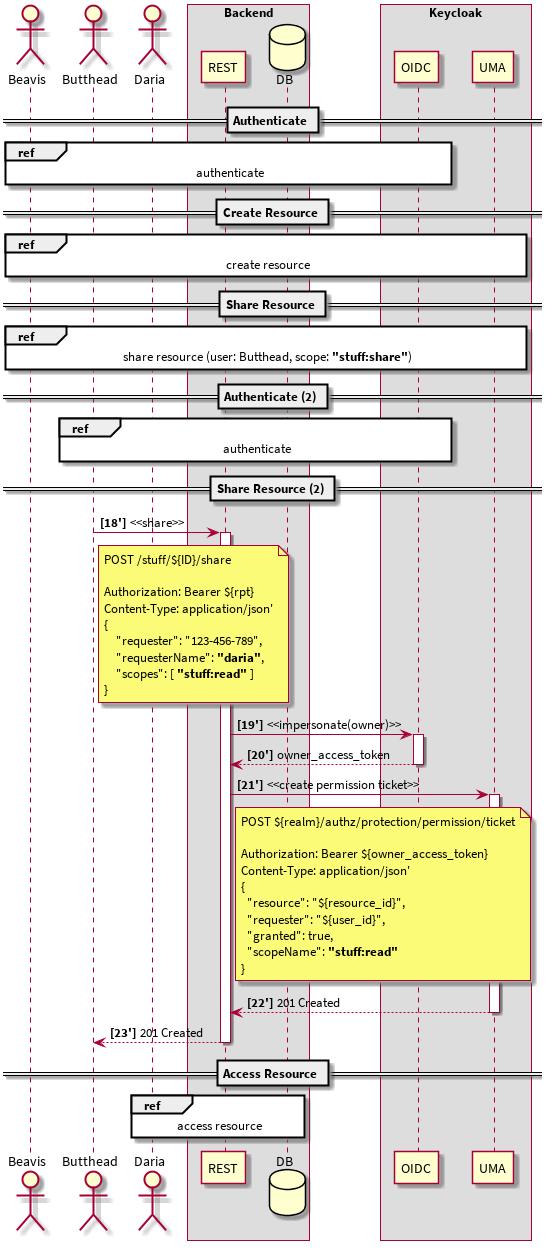 Backend
Keycloak
Beavis
Butthead
Daria
REST
DB
OIDC
UMA
Authenticate
ref
authenticate
Create Resource
ref
create resource
Share Resource
ref
share resource (user: Butthead, scope: "stuff:share")
Authenticate (2)
ref
authenticate
Share Resource (2)
[18'] <<share>>
POST /stuff/${ID}/share
Authorization: Bearer ${rpt}
Content-Type: application/json'
{
"requester": "123-456-789",
"requesterName": "daria",
"scopes": [ "stuff:read" ]
}
[19'] <<impersonate(owner)>>
[20'] owner_access_token
[21'] <<create permission ticket>>
POST ${realm}/authz/protection/permission/ticket
Authorization: Bearer ${owner_access_token}
Content-Type: application/json'
{
"resource": "${resource_id}",
"requester": "${user_id}",
"granted": true,
"scopeName": "stuff:read"
}
[22'] 201 Created
[23'] 201 Created
Access Resource
ref
access resource
Beavis
Butthead
Daria
REST
DB
OIDC
UMA